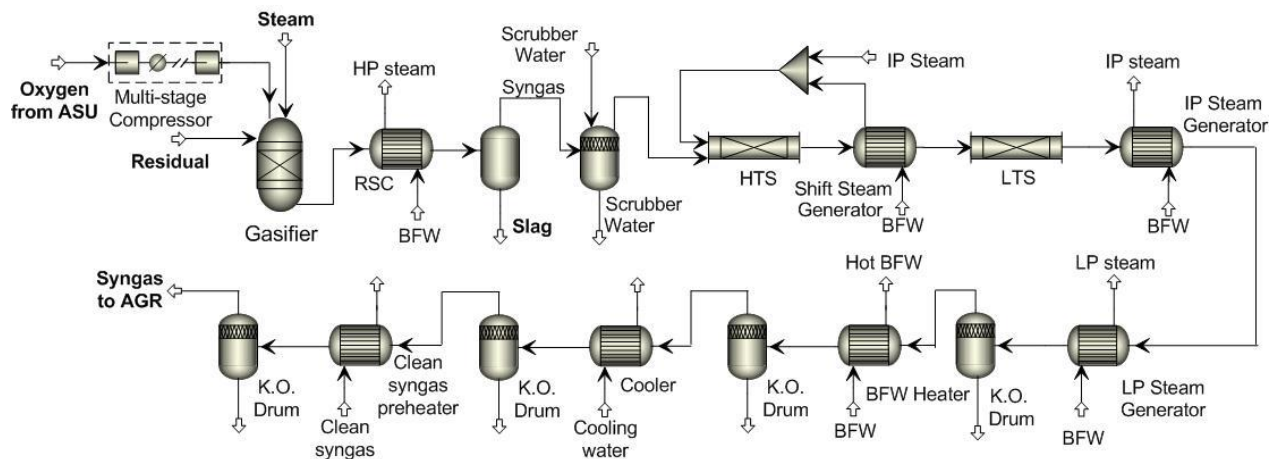 Steam
Oxygen
from ASU
Multi-stage
Compressor
Residual
Gasifier
HP steam
RSC
BFW
Syngas
Slag
Scrubber
Water
Scrubber
Water
IP Steam
HTS
Shift Steam
Generator
BFW
LTS
IP steam
IP Steam
Generator
BFW
Syngas
to AGR
K.O.
Drum
Clean
syngas
preheater
Clean
syngas
K.O.
Drum
Cooler
Cooling
water
K.O.
Drum
Hot BFW
BFW Heater
BFW
K.O.
Drum
LP steam
LP Steam
Generator
BFW